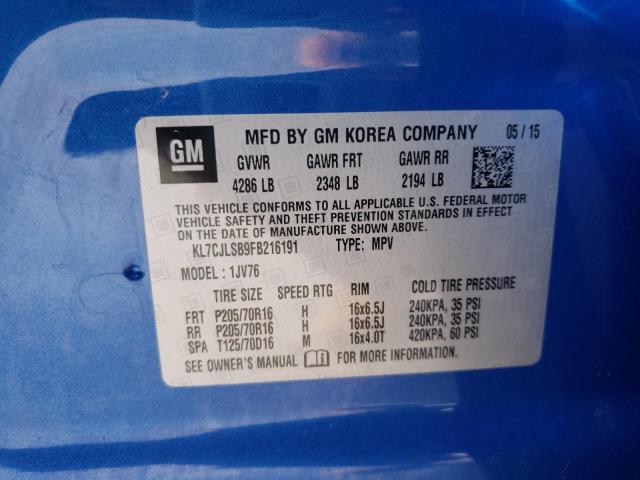 GM
MFD BY GM KOREA COMPANY 05/15
GVWR GAWR FRT GAWR RR
4286 LB 2348 LB 2194 LB
THIS VEHICLE CONFORMS TO ALL APPLICABLE U.S. FEDERAL MOTOR
VEHICLE SAFETY AND THEFT PREVENTION STANDARDS IN EFFECT
ON THE DATE OF MANUFACTURE SHOWN ABOVE.
KL7CJLSB9FB216191 TYPE: MPV
MODEL: 1JV76
TIRE SIZE SPEED RTG RIM COLD TIRE PRESSURE
FRT P205/70R16 H 16x6.5J 240KPA, 35 PSI
RR P205/70R16 H 16x6.5J 240KPA, 35 PSI
SPA T125/70D16 M 16x4.0T 420KPA, 60 PSI
SEE OWNER'S MANUAL FOR MORE INFORMATION.